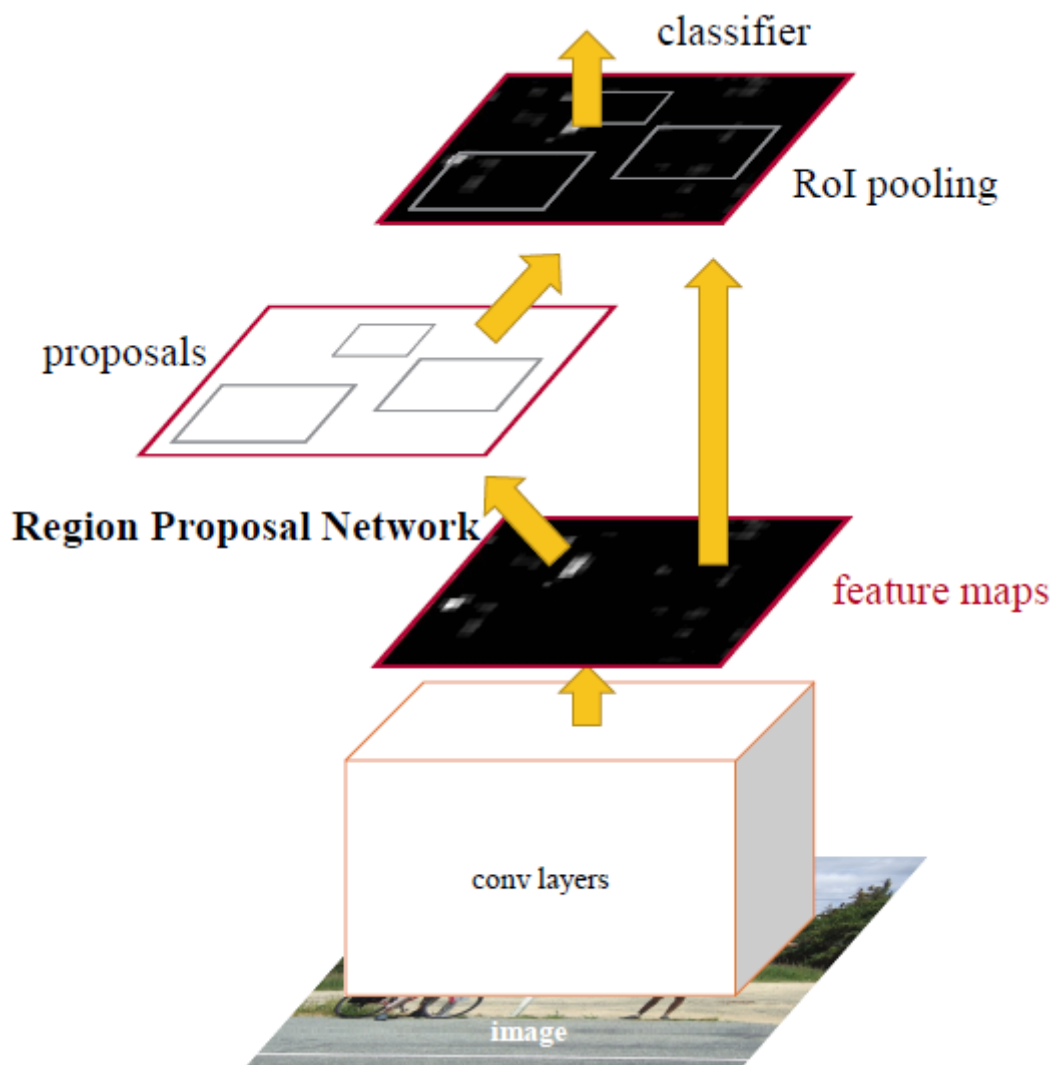 classifier
RoI pooling
proposals
Region Proposal Network
feature maps
conv layers
image